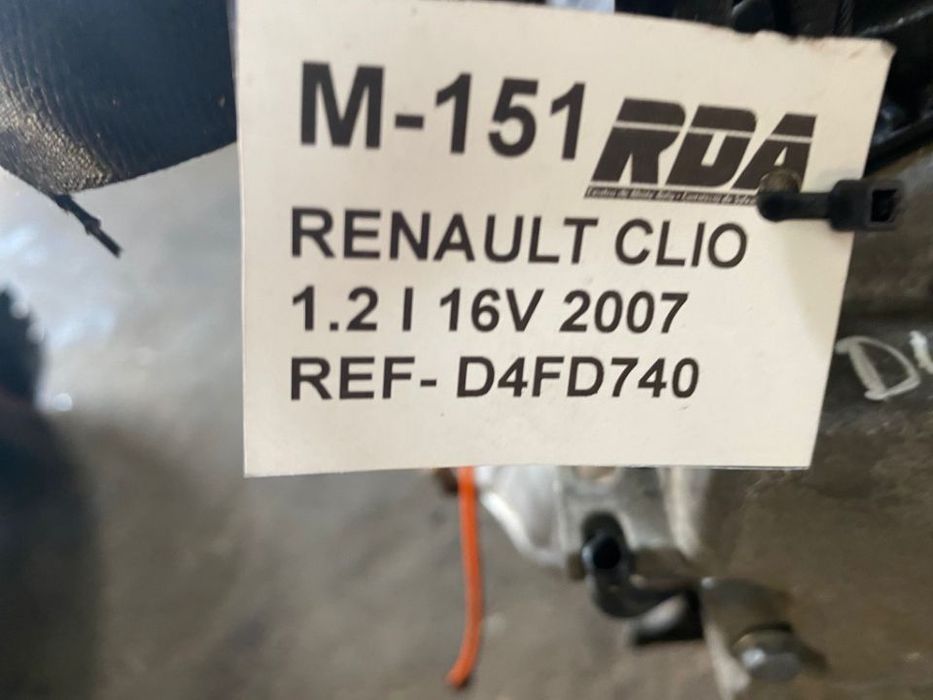 M-151
RDA
RENAULT CLIO
1.2 I 16V 2007
REF- D4FD740